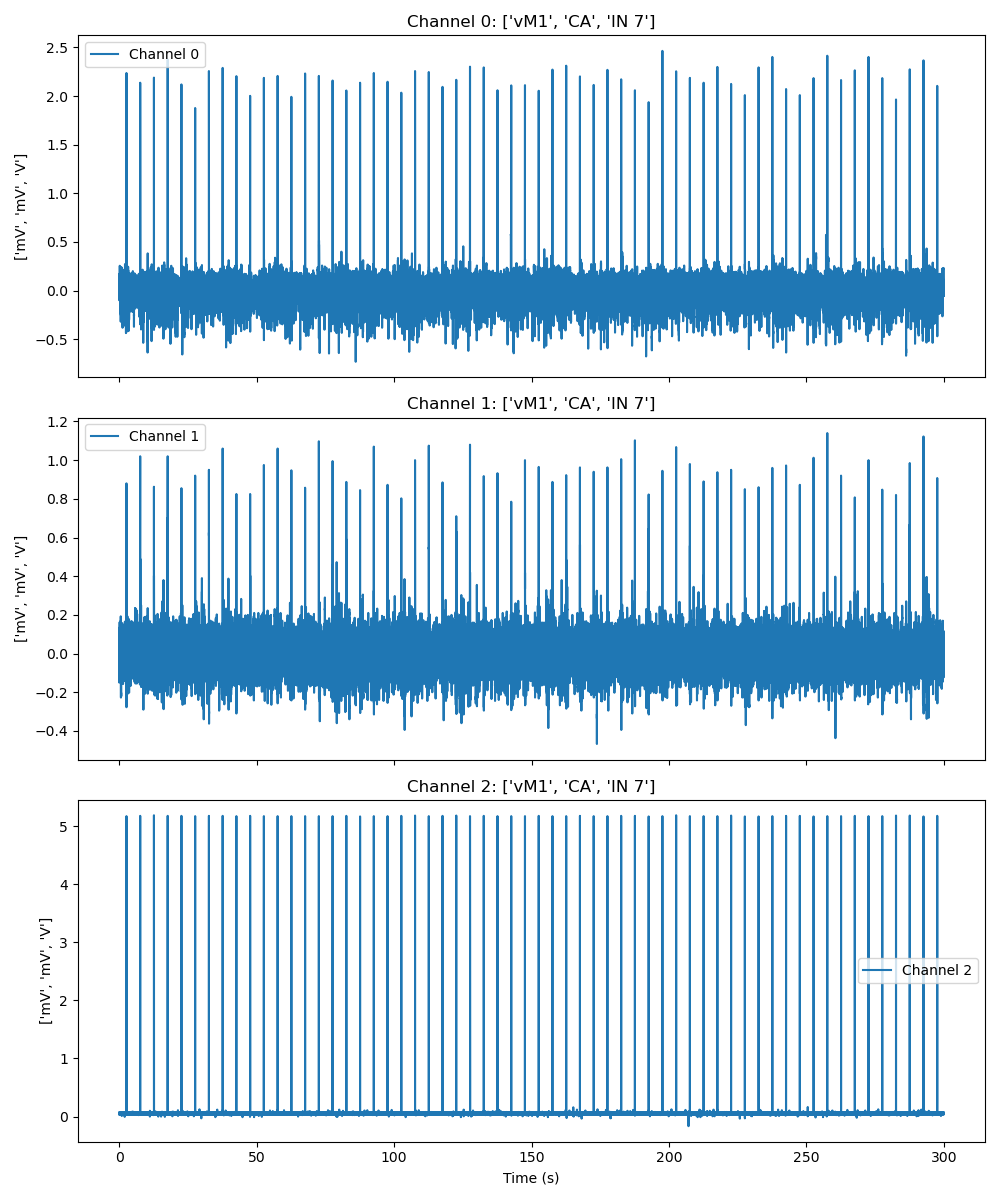 Channel 0: ['vM1', 'CA', 'IN 7']
['mV', 'mV', 'V']
Channel 0
2.5
2.0
1.5
1.0
0.5
0.0
−0.5
Channel 1: ['vM1', 'CA', 'IN 7']
['mV', 'mV', 'V']
Channel 1
1.2
1.0
0.8
0.6
0.4
0.2
0.0
−0.2
−0.4
Channel 2: ['vM1', 'CA', 'IN 7']
['mV', 'mV', 'V']
Channel 2
5
4
3
2
1
0
0 50 100 150 200 250 300
Time (s)